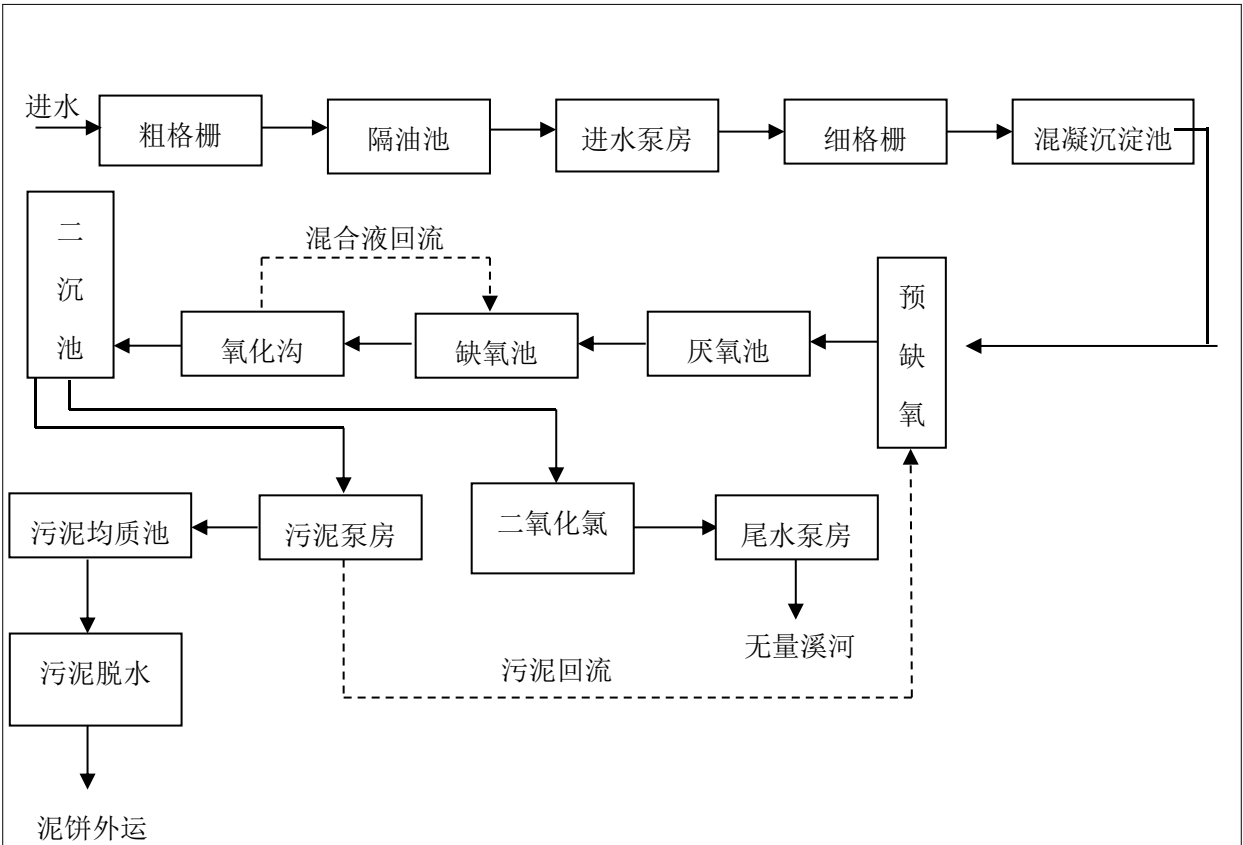 进水
粗格栅
隔油池
进水泵房
细格栅
混凝沉淀池
二
沉
池
混合液回流
氧化沟
缺氧池
厌氧池
预
缺
氧
污泥均质池
污泥泵房
二氧化氯
尾水泵房
污泥脱水
污泥回流
无量溪河
泥饼外运